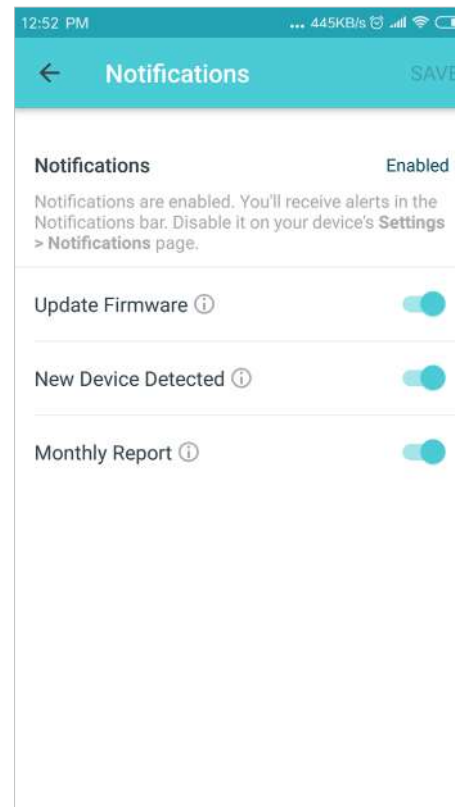 12:52 PM ... 445KB/s
Notifications SAVE
Notifications Enabled
Notifications are enabled. You'll receive alerts in the
Notifications bar. Disable it on your device's Settings
> Notifications page.
Update Firmware
New Device Detected
Monthly Report